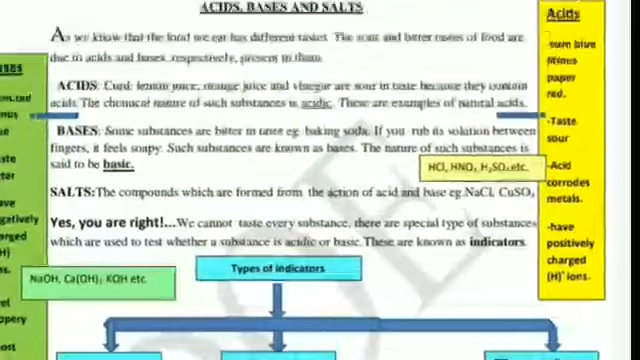 ACIDS, BASES AND SALTS
As we know that the food we eat has different tastes. The sour and bitter tastes of food are
due to acids and bases, respectively, present in them.
ACIDS: Curd, lemon juice, orange juice and vinegar are sour in taste because they contain
acids. The chemical nature of such substances is acidic. These are examples of natural acids.
BASES: Some substances are bitter in taste eg. baking soda. If you rub its solution between
fingers, it feels soapy. Such substances are known as bases. The nature of such substances is
said to be basic.
HCl, HNO₃ H₂SO₄ etc.
SALTS: The compounds which are formed from the action of acid and base eg.NaCl, CuSO₄
Yes, you are right!... We cannot taste every substance, there are special type of substances
which are used to test whether a substance is acidic or basic. These are known as indicators.
Types of indicators
NaOH, Ca(OH)₂ KOH etc.
Acids
-turn blue
litmus
paper
red.
-Taste
sour
-Acid
corrodes
metals.
-have
positively
charged
(H)⁺ ions.